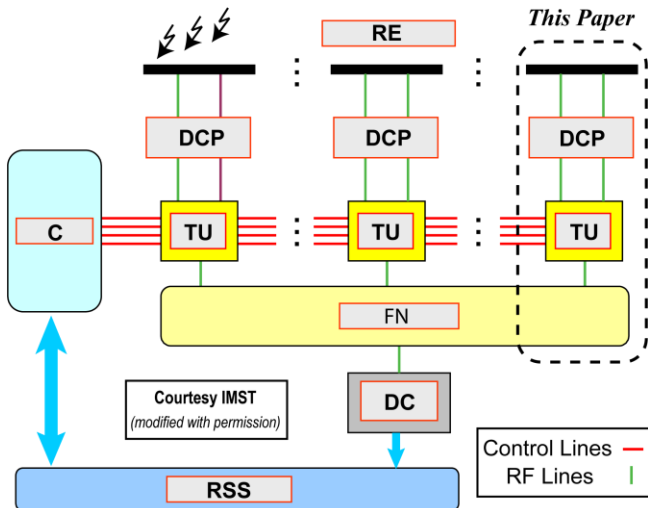 This Paper
RE
DCP
DCP
DCP
C
TU
TU
TU
FN
Courtesy IMST
(modified with permission)
DC
Control Lines
RF Lines
RSS